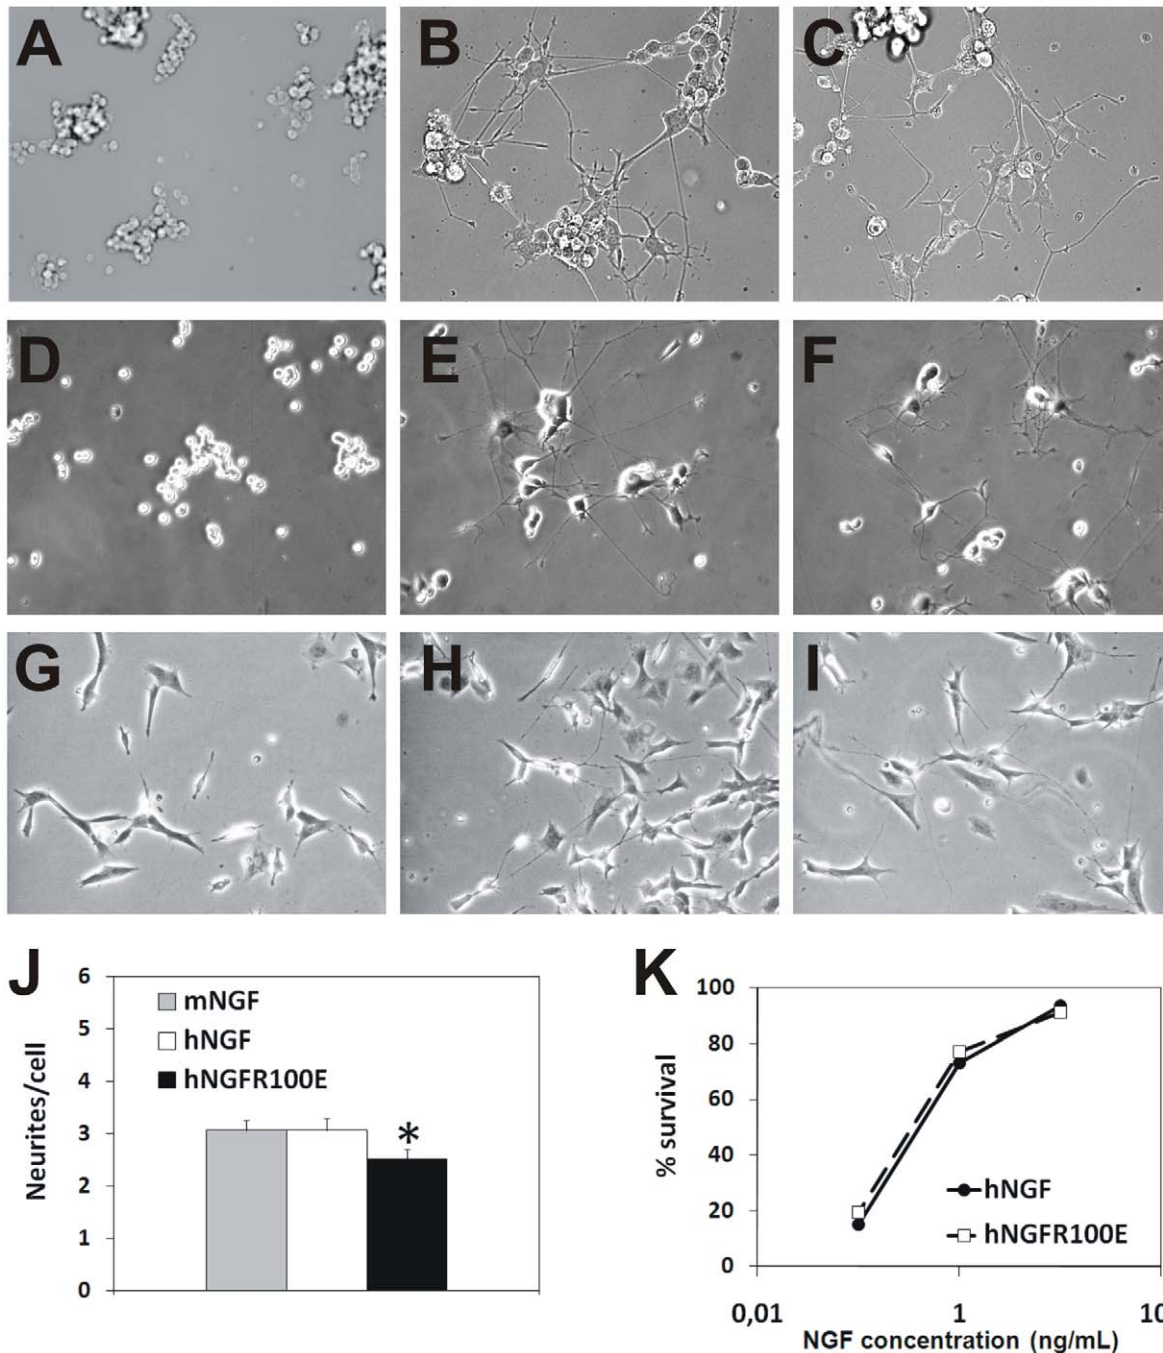 A
B
C
D
E
F
G
H
I
J
K
6
5
4
3
2
1
0
Neurites/cell
mNGF
hNGF
hNGFR100E
*
100
80
60
40
20
0
% survival
hNGF
hNGFR100E
0,01
1
10
NGF concentration (ng/mL)